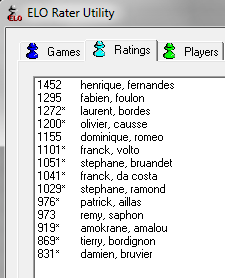 ELO Rater Utility
Games Ratings Players
1452 henrique, fernandes
1295 fabien, foulon
1272* laurent, bordes
1200* olivier, causse
1155 dominique, romeo
1101* franck, volto
1051* stephane, bruandet
1041* franck, da costa
1029* stephane, ramond
976* patrick, aillas
973 remy, saphon
919* amokrane, amalou
869* tierry, bordignon
831* damien, bruvier